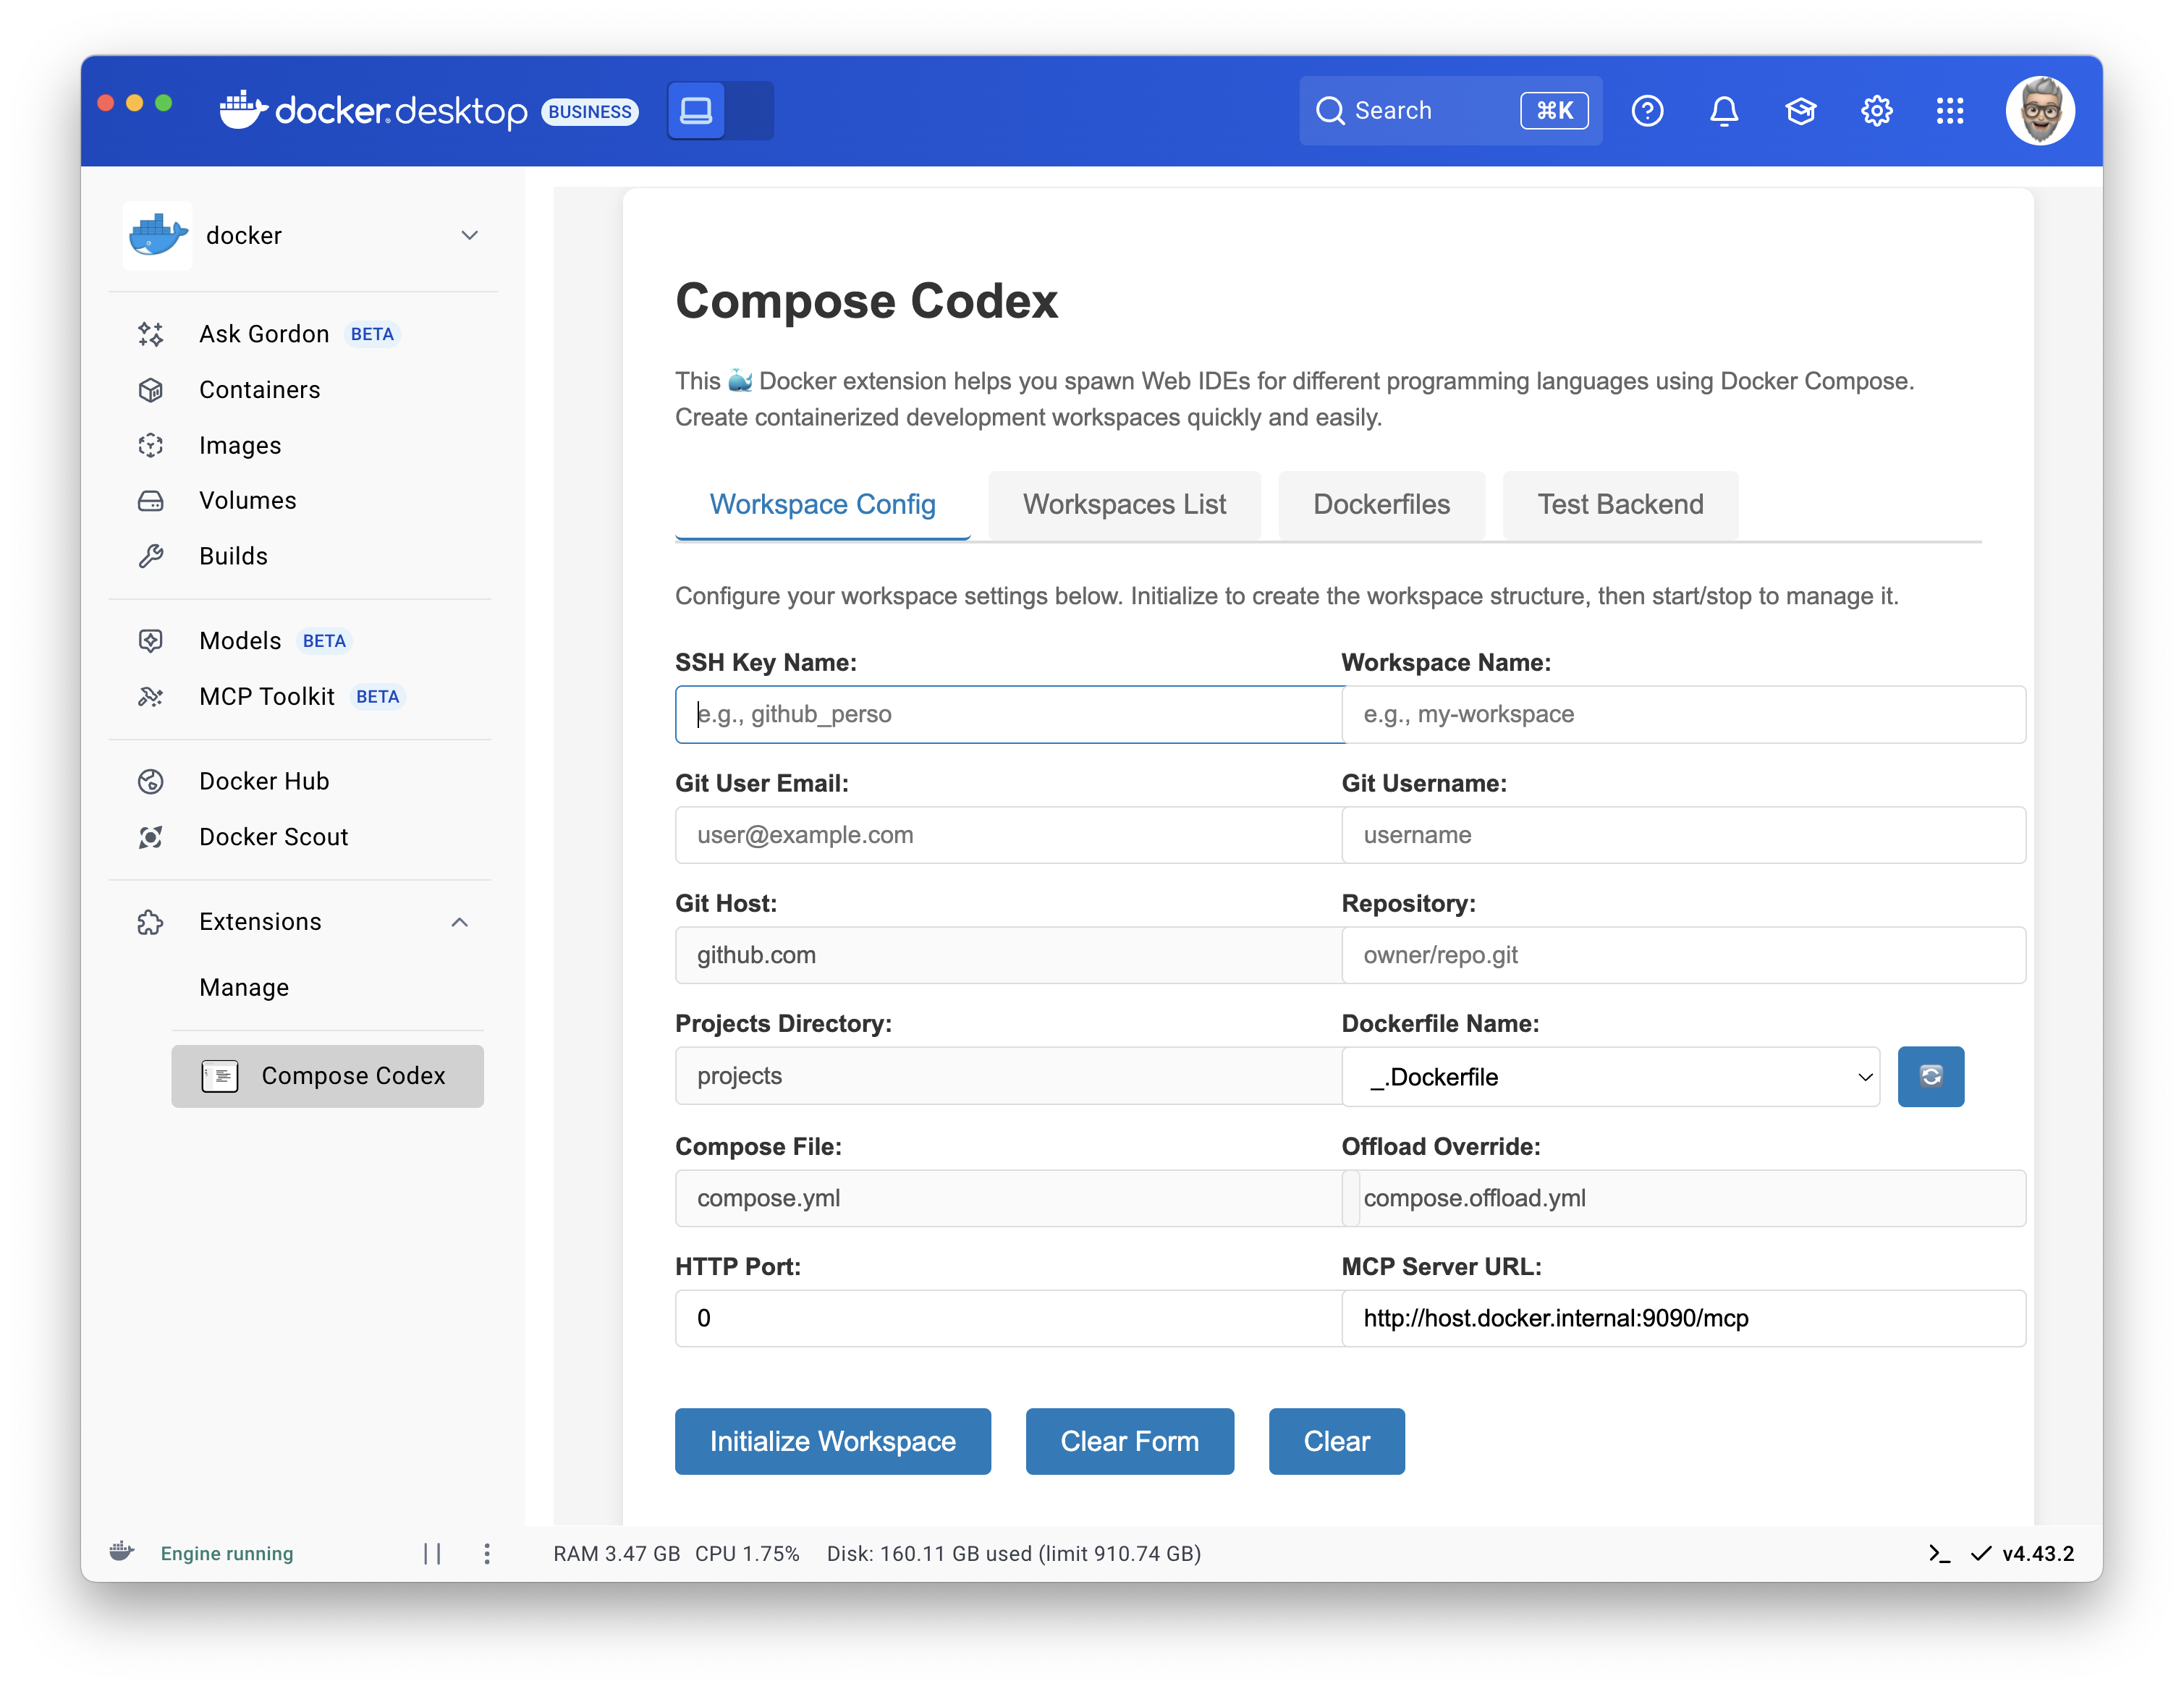 docker.desktop BUSINESS
Search ⌘K
docker
Ask Gordon BETA
Containers
Images
Volumes
Builds
Models BETA
MCP Toolkit BETA
Docker Hub
Docker Scout
Extensions
Manage
Compose Codex
Compose Codex
This 🐳 Docker extension helps you spawn Web IDEs for different programming languages using Docker Compose.
Create containerized development workspaces quickly and easily.
Workspace Config Workspaces List Dockerfiles Test Backend
Configure your workspace settings below. Initialize to create the workspace structure, then start/stop to manage it.
SSH Key Name: Workspace Name:
e.g., github_perso e.g., my-workspace
Git User Email: Git Username:
user@example.com username
Git Host: Repository:
github.com owner/repo.git
Projects Directory: Dockerfile Name:
projects _.Dockerfile
Compose File: Offload Override:
compose.yml compose.offload.yml
HTTP Port: MCP Server URL:
0 http://host.docker.internal:9090/mcp
Initialize Workspace Clear Form Clear
Engine running RAM 3.47 GB CPU 1.75% Disk: 160.11 GB used (limit 910.74 GB) v4.43.2